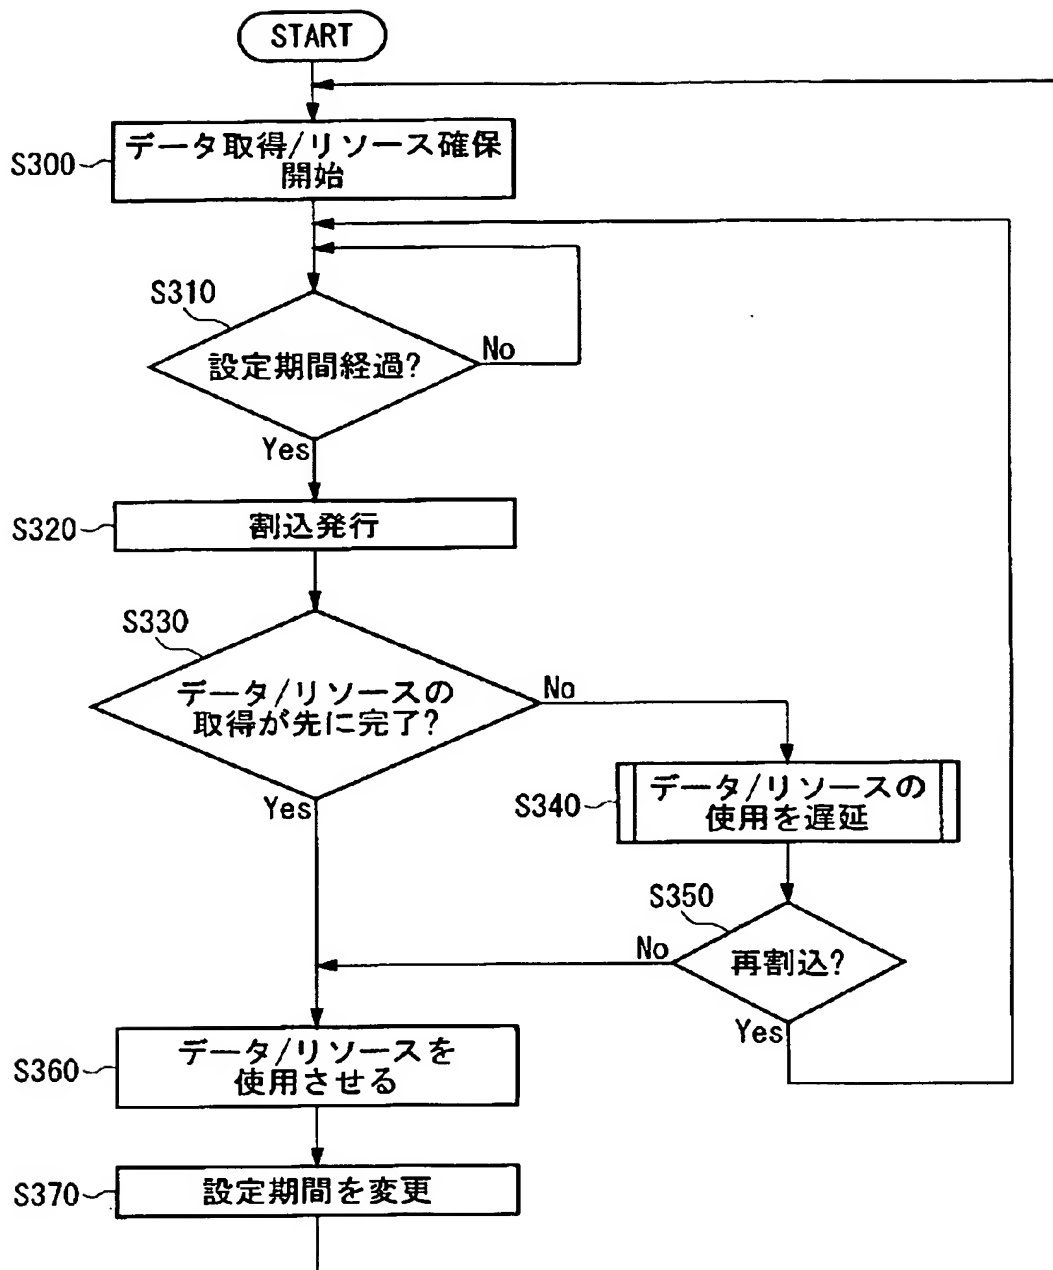 START
S300
データ取得/リソース確保
開始
S310
設定期間経過?
No
Yes
S320
割込発行
S330
データ/リソースの
取得が先に完了?
No
Yes
S340
データ/リソースの
使用を遅延
S350
再割込?
No
Yes
S360
データ/リソースを
使用させる
S370
設定期間を変更